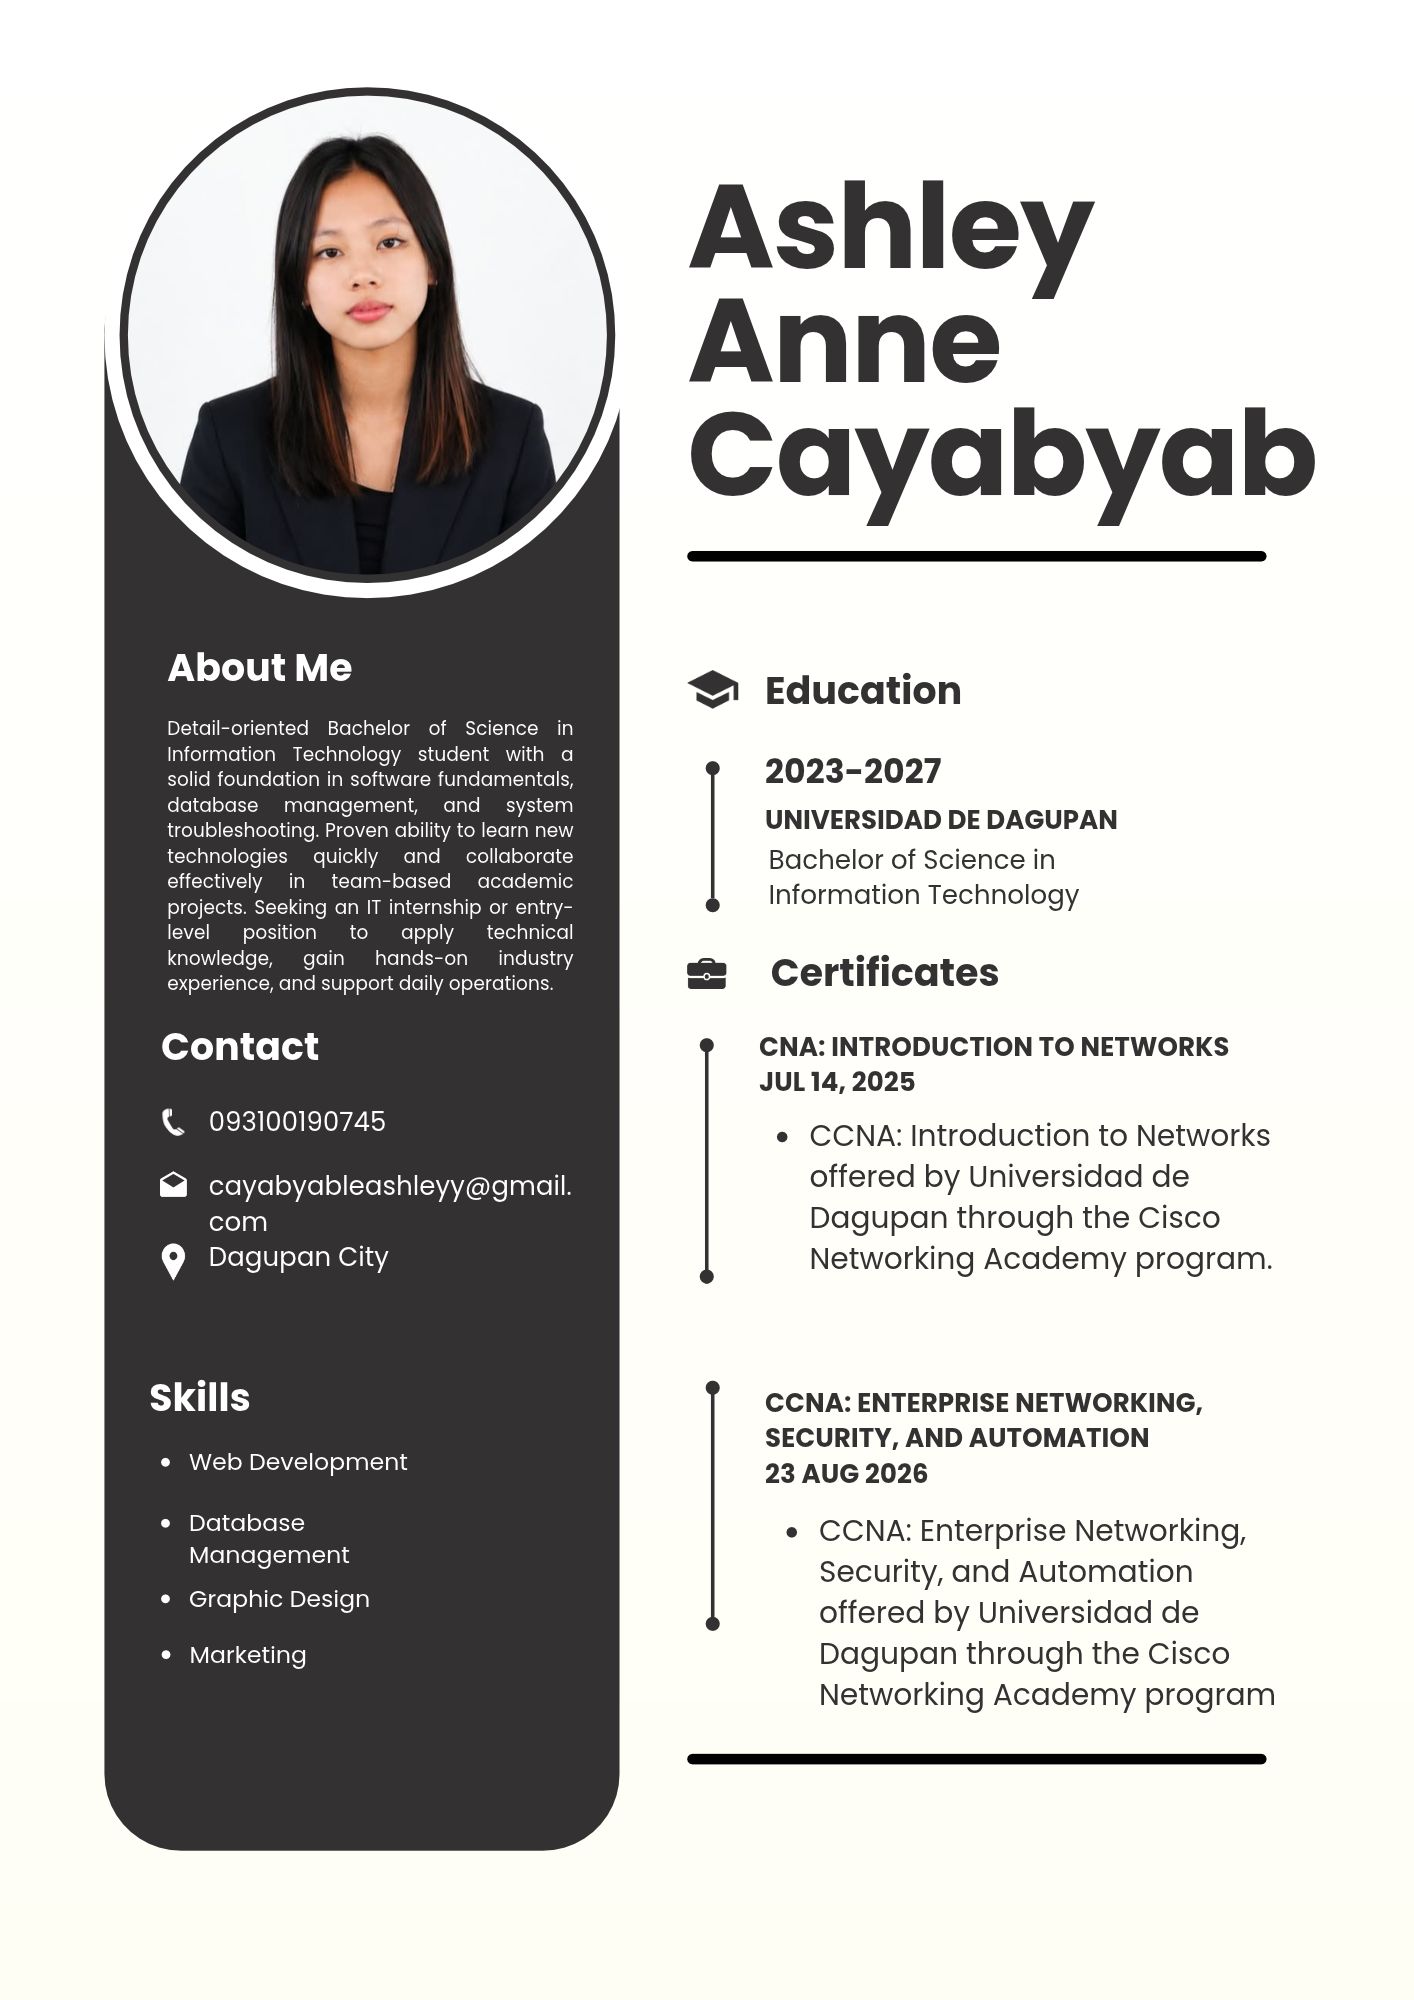 Ashley
Anne
Cayabyab
About Me
Detail-oriented Bachelor of Science in
Information Technology student with a
solid foundation in software fundamentals,
database management, and system
troubleshooting. Proven ability to learn new
technologies quickly and collaborate
effectively in team-based academic
projects. Seeking an IT internship or entry-
level position to apply technical
knowledge, gain hands-on industry
experience, and support daily operations.
Contact
093100190745
cayabyableashleyy@gmail.
com
Dagupan City
Skills
Web Development
Database
Management
Graphic Design
Marketing
Education
2023-2027
UNIVERSIDAD DE DAGUPAN
Bachelor of Science in
Information Technology
Certificates
CNA: INTRODUCTION TO NETWORKS
JUL 14, 2025
CCNA: Introduction to Networks
offered by Universidad de
Dagupan through the Cisco
Networking Academy program.
CCNA: ENTERPRISE NETWORKING,
SECURITY, AND AUTOMATION
23 AUG 2026
CCNA: Enterprise Networking,
Security, and Automation
offered by Universidad de
Dagupan through the Cisco
Networking Academy program